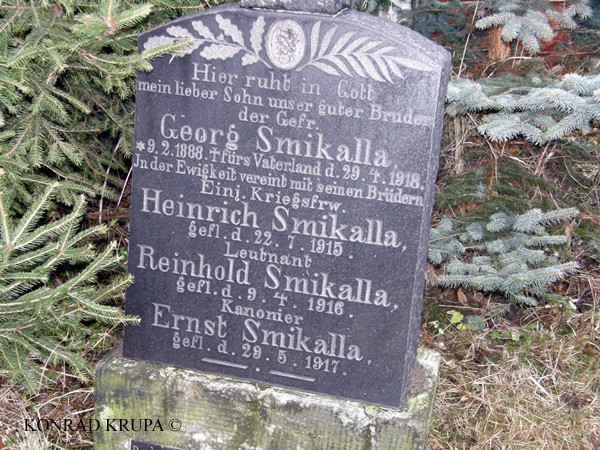 Hier ruht in Gott
mein lieber Sohn unser guter Bruder
der Gefr.
Georg Smikalla,
*9.2.1888. †fürs Vaterland d. 29.4.1918.
Jn der Ewigkeit vereint mit seinen Brüdern
Einj. Kriegsfrw.
Heinrich Smikalla,
gefl. d. 22.7.1915.
Leutnant
Reinhold Smikalla,
gefl. d. 9.4.1916.
Kanonier
Ernst Smikalla,
gefl. d. 29.5.1917.
KONRAD KRUPA ©